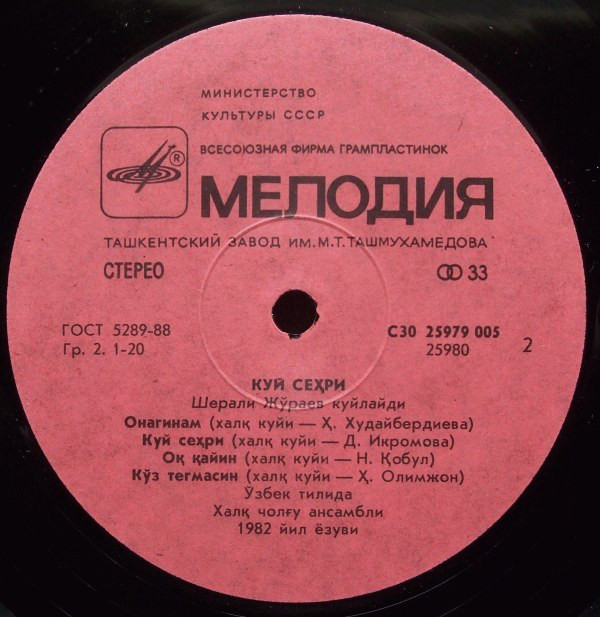 МИНИСТЕРСТВО
КУЛЬТУРЫ СССР
ВСЕСОЮЗНАЯ ФИРМА ГРАМПЛАСТИНОК
®
МЕЛОДИЯ
ТАШКЕНТСКИЙ ЗАВОД ИМ.М.Т.ТАШМУХАМЕДОВА
СТЕРЕО
33
ГОСТ 5289-88
Гр. 2. 1-20
С30 25979 005
25980
2
КУЙ СЕҲРИ
Шерали Жўраев куйлайди
Онагинам (халқ куйи — Ҳ. Худайбердиева)
Куй сеҳри (халқ куйи — Д. Икромова)
Оқ қайин (халқ куйи — Н. Қобул)
Кўз тегмасин (халқ куйи — Ҳ. Олимжон)
Ўзбек тилида
Халқ чолғу ансамбли
1982 йил ёзуви